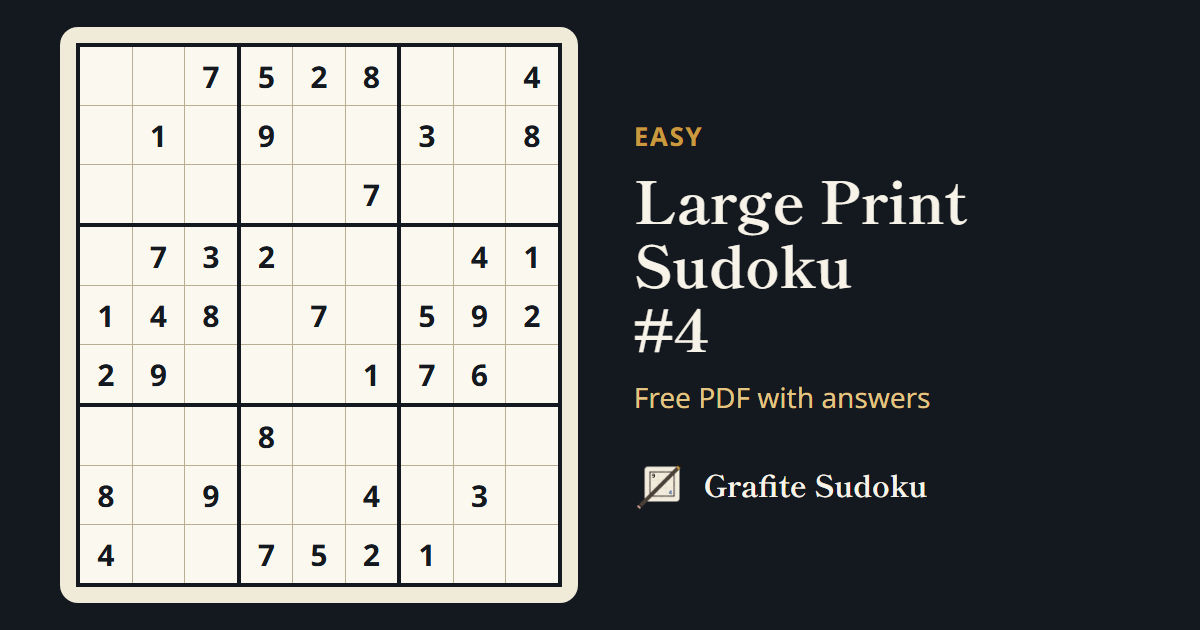 7 5 2 8 4
1 9 3 8
7
7 3 2 4 1
1 4 8 7 5 9 2
2 9 1 7 6
8
8 9 4 3
4 7 5 2 1
EASY
Large Print
Sudoku
#4
Free PDF with answers
Grafite Sudoku